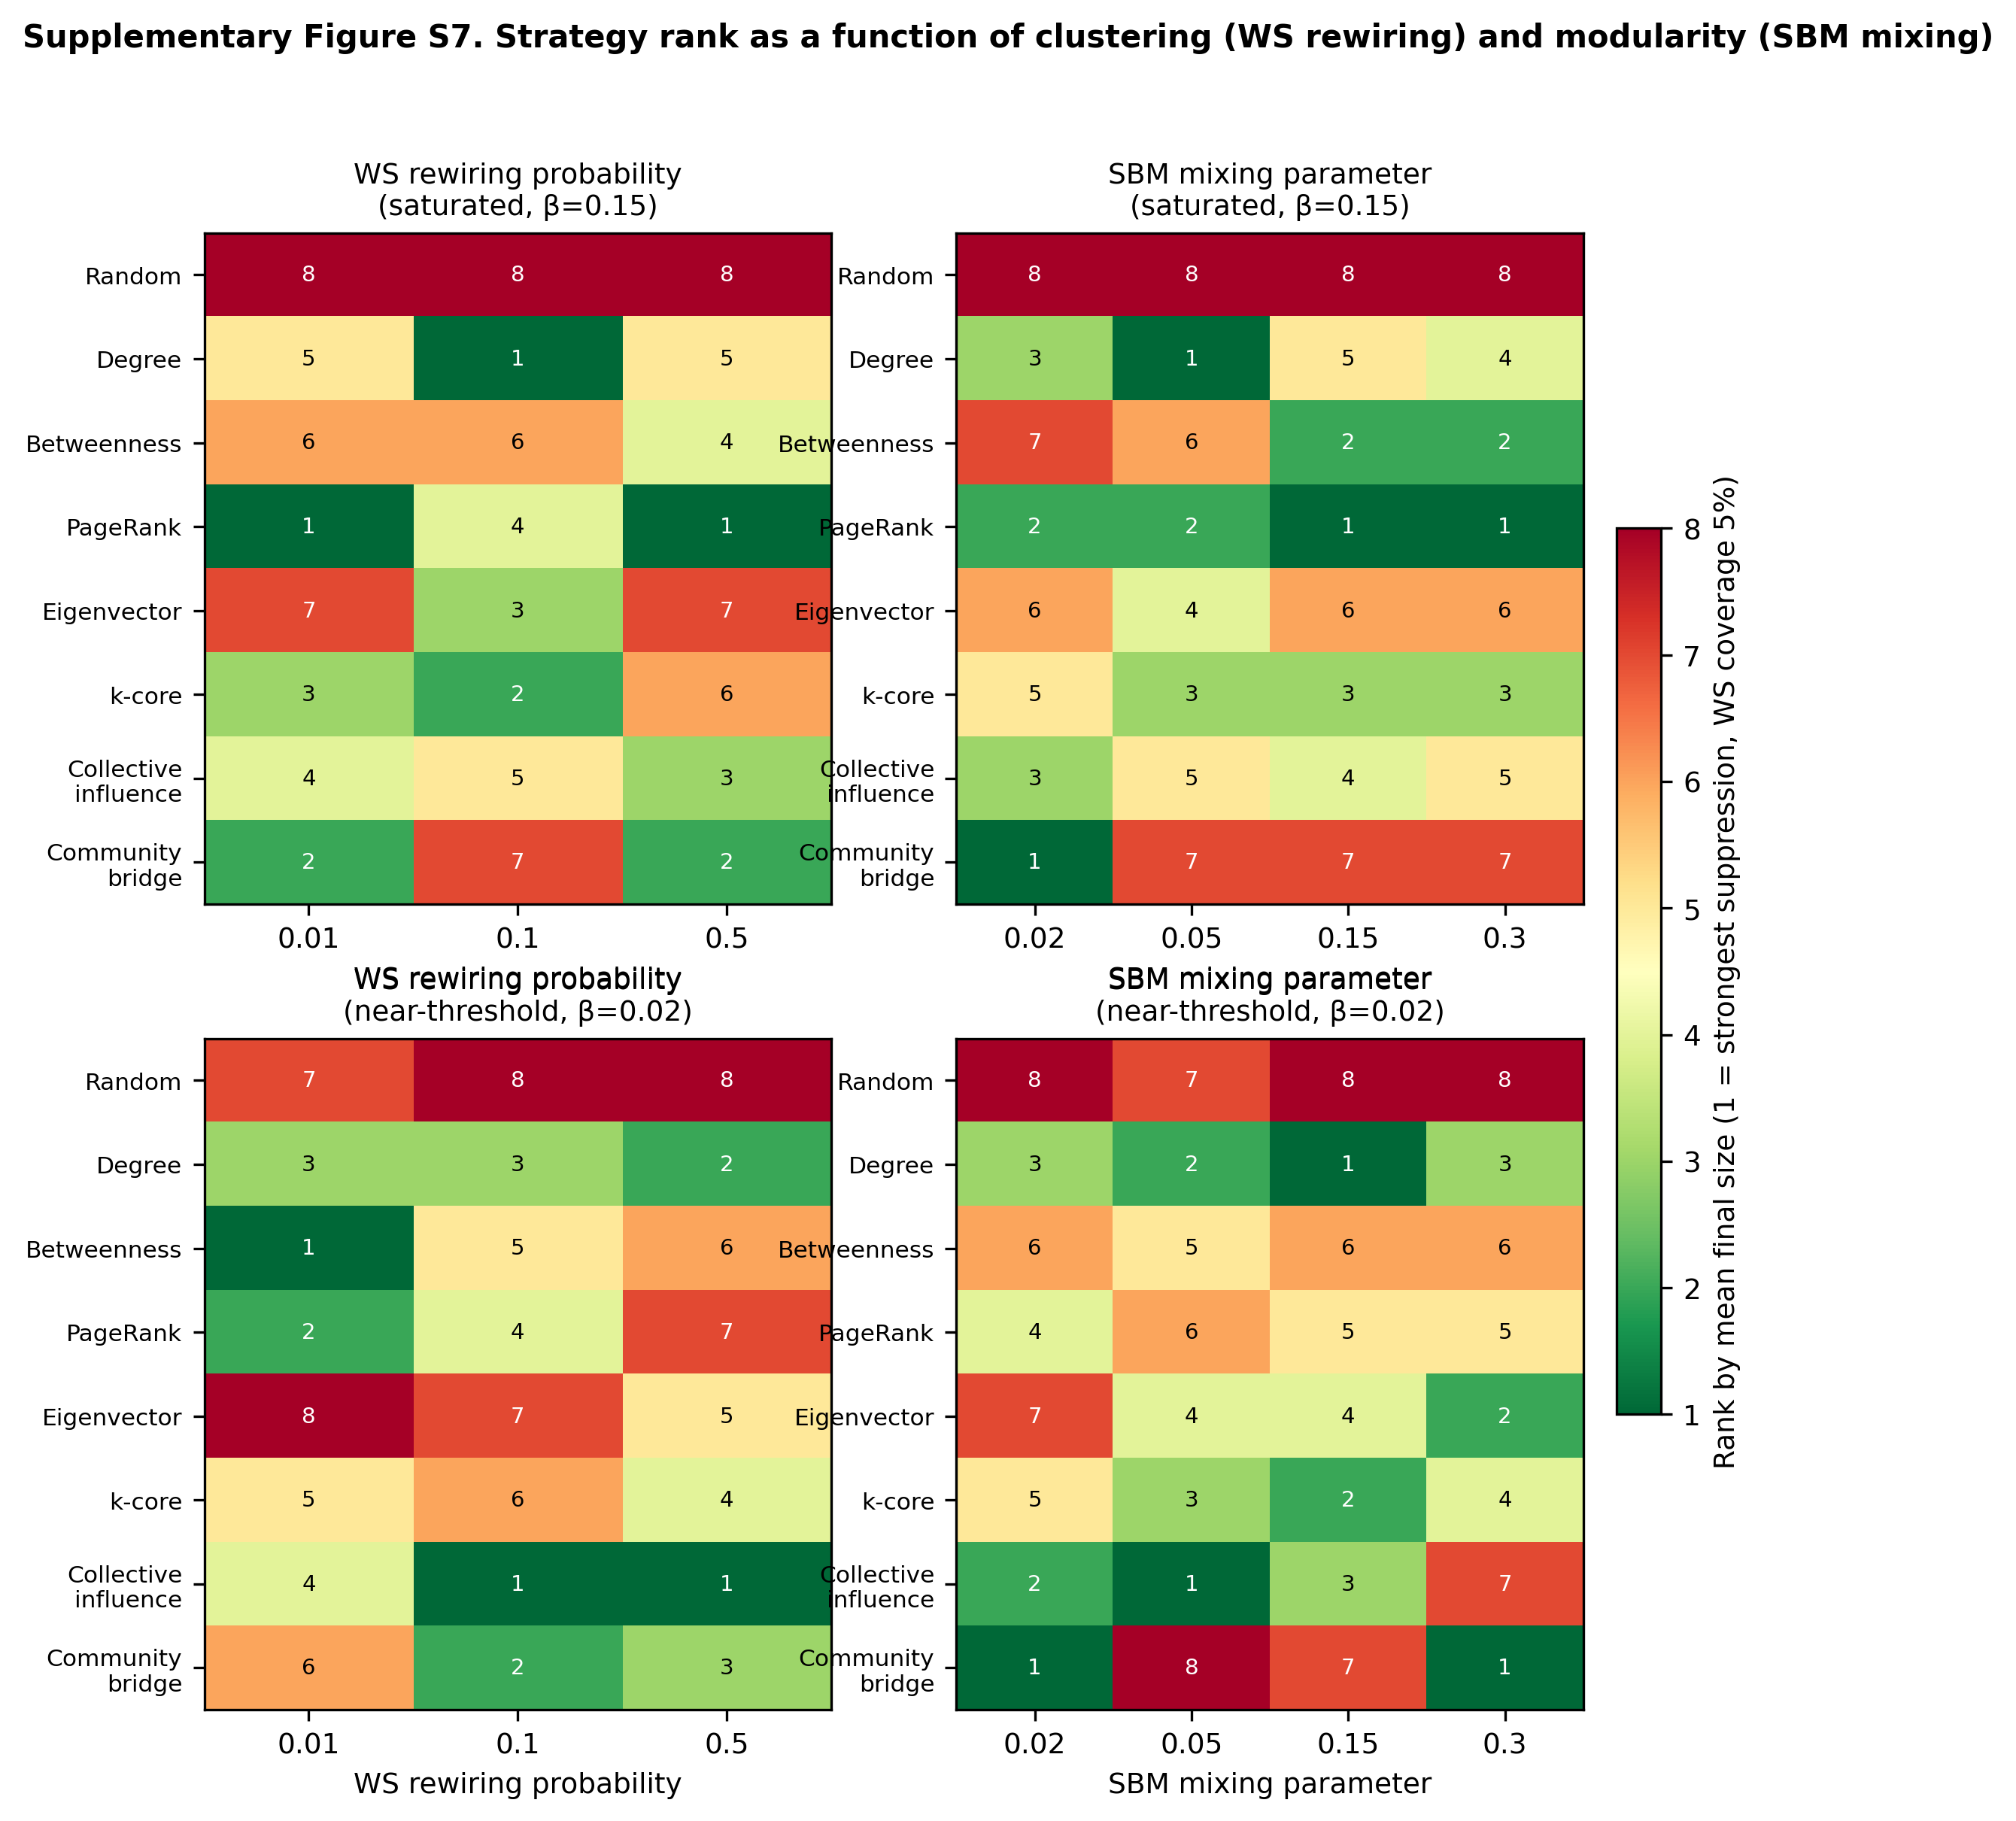 Supplementary Figure S7. Strategy rank as a function of clustering (WS rewiring) and modularity (SBM mixing)
WS rewiring probability
(saturated, β=0.15)
Random 8 8 8
Degree 5 1 5
Betweenness 6 6 4
PageRank 1 4 1
Eigenvector 7 3 7
k-core 3 2 6
Collective
influence 4 5 3
Community
bridge 2 7 2
0.01 0.1 0.5
WS rewiring probability
SBM mixing parameter
(saturated, β=0.15)
Random 8 8 8 8
Degree 3 1 5 4
Betweenness 7 6 2 2
PageRank 2 2 1 1
Eigenvector 6 4 6 6
k-core 5 3 3 3
Collective
influence 3 5 4 5
Community
bridge 1 7 7 7
0.02 0.05 0.15 0.3
SBM mixing parameter
WS rewiring probability
(near-threshold, β=0.02)
Random 7 8 8
Degree 3 3 2
Betweenness 1 5 6
PageRank 2 4 7
Eigenvector 8 7 5
k-core 5 6 4
Collective
influence 4 1 1
Community
bridge 6 2 3
0.01 0.1 0.5
WS rewiring probability
SBM mixing parameter
(near-threshold, β=0.02)
Random 8 7 8 8
Degree 3 2 1 3
Betweenness 6 5 6 6
PageRank 4 6 5 5
Eigenvector 7 4 4 2
k-core 5 3 2 4
Collective
influence 2 1 3 7
Community
bridge 1 8 7 1
0.02 0.05 0.15 0.3
SBM mixing parameter
8
7
6
5
4
3
2
1
Rank by mean final size (1 = strongest suppression, WS coverage 5%)